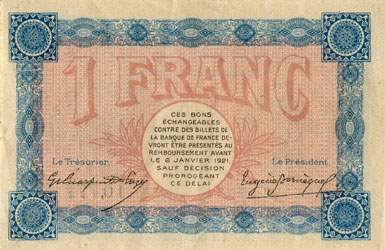 1 FRANC
CES BONS
ÉCHANGEABLES
CONTRE DES BILLETS DE
LA BANQUE DE FRANCE DE-
VRONT ÊTRE PRÉSENTÉS AU
REMBOURSEMENT AVANT
LE 6 JANVIER 1921
SAUF DÉCISION
PROROGEANT
CE DÉLAI
Le Trésorier,
Le Président,